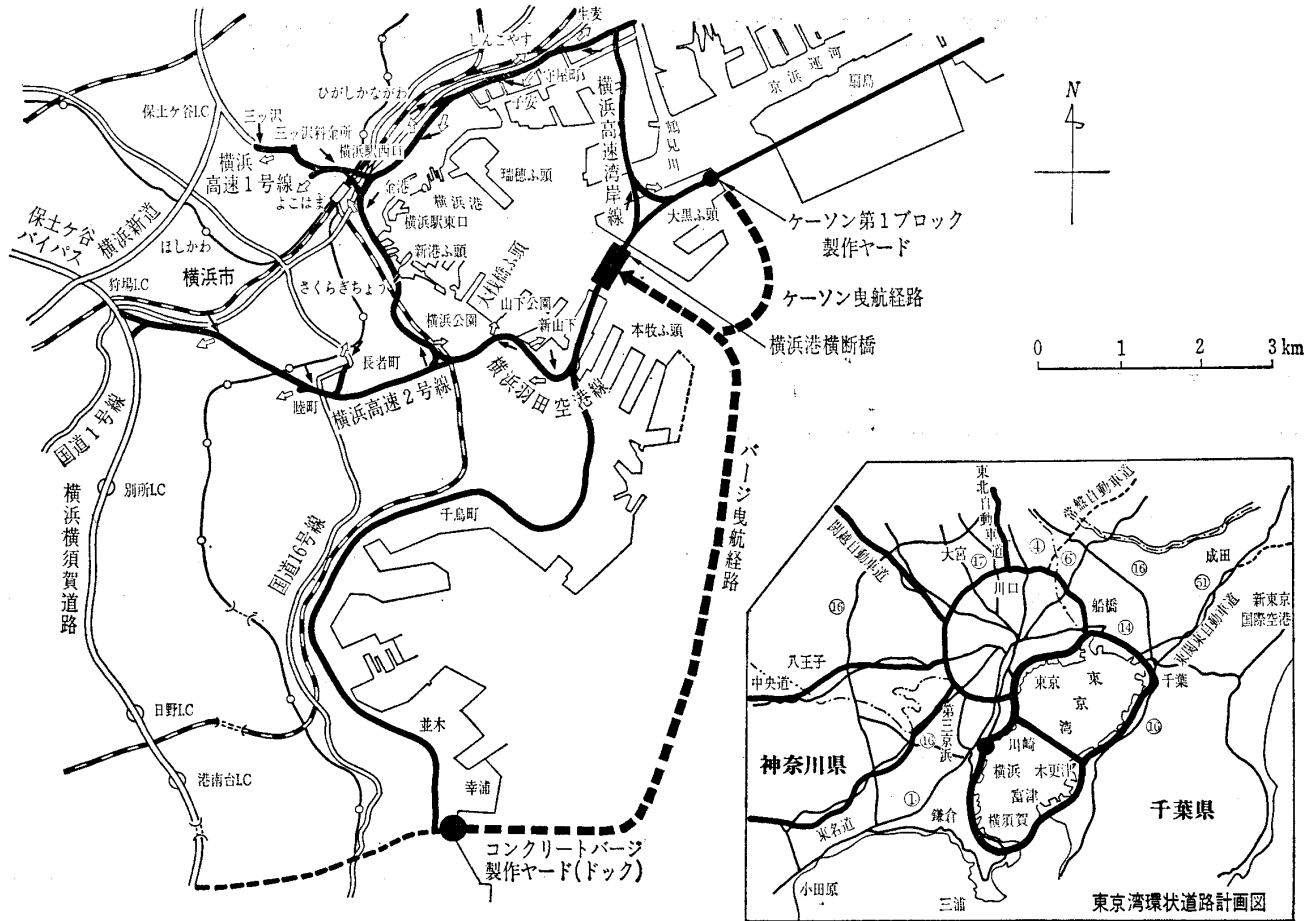 生麦
しんこやす
守屋町
子安
ひがしかながわ
京浜運河
扇島
N
保土ケ谷I.C
三ッ沢
三ッ沢料金所
横浜駅西口
横浜高速湾岸線
鶴見川
横浜
高速1号線
よこはま
金港
横浜港
瑞穂ふ頭
横浜駅東口
大黒ふ頭
ケーソン第1ブロック
製作ヤード
保土ケ谷
バイパス
横浜新道
ほしかわ
新港ふ頭
狩場I.C
横浜市
さくらぎちょう
大桟橋ふ頭
山下公園
ケーソン曳航経路
横浜公園
新山下
本牧ふ頭
横浜港横断橋
0 1 2 3 km
長者町
睦町
横浜高速2号線
横浜羽田空港線
国道1号線
別所I.C
横浜横須賀道路
国道16号線
千鳥町
バージ曳航経路
日野I.C
並木
港南台I.C
幸浦
コンクリートバージ
製作ヤード(ドック)
東北自動車道
常盤自動車道
関越自動車道
大宮
⑰
④
⑥
⑯
成田
川口
51
⑯
船橋
新東京
国際空港
⑭
東関東自動車道
八王子
中央道
東京
東京湾
千葉
第三京浜
⑯
⑯
川崎
神奈川県
横浜
木更津
富津
①
千葉県
鎌倉
横須賀
東名道
小田原
三浦
東京湾環状道路計画図